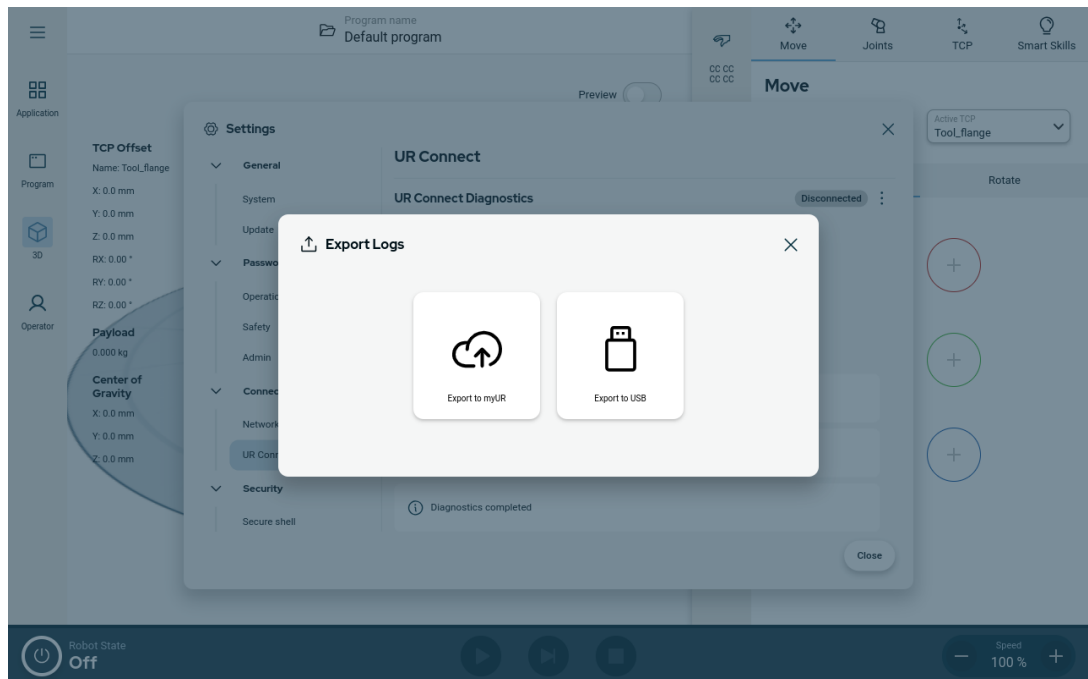 Program name
Default program
Application
Program
3D
Operator
TCP Offset
Name: Tool_flange
X: 0.0 mm
Y: 0.0 mm
Z: 0.0 mm
RX: 0.00 °
RY: 0.00 °
RZ: 0.00 °
Payload
0.000 kg
Center of
Gravity
X: 0.0 mm
Y: 0.0 mm
Z: 0.0 mm
Preview
CC CC
CC CC
Move
Joints
TCP
Smart Skills
Move
Active TCP
Tool_flange
Rotate
Settings
General
System
Update
Passwo
Operatio
Safety
Admin
Connec
Network
UR Conn
Security
Secure shell
UR Connect
UR Connect Diagnostics
Disconnected
Export Logs
Export to myUR
Export to USB
Diagnostics completed
Close
Robot State
Off
Speed
100 %